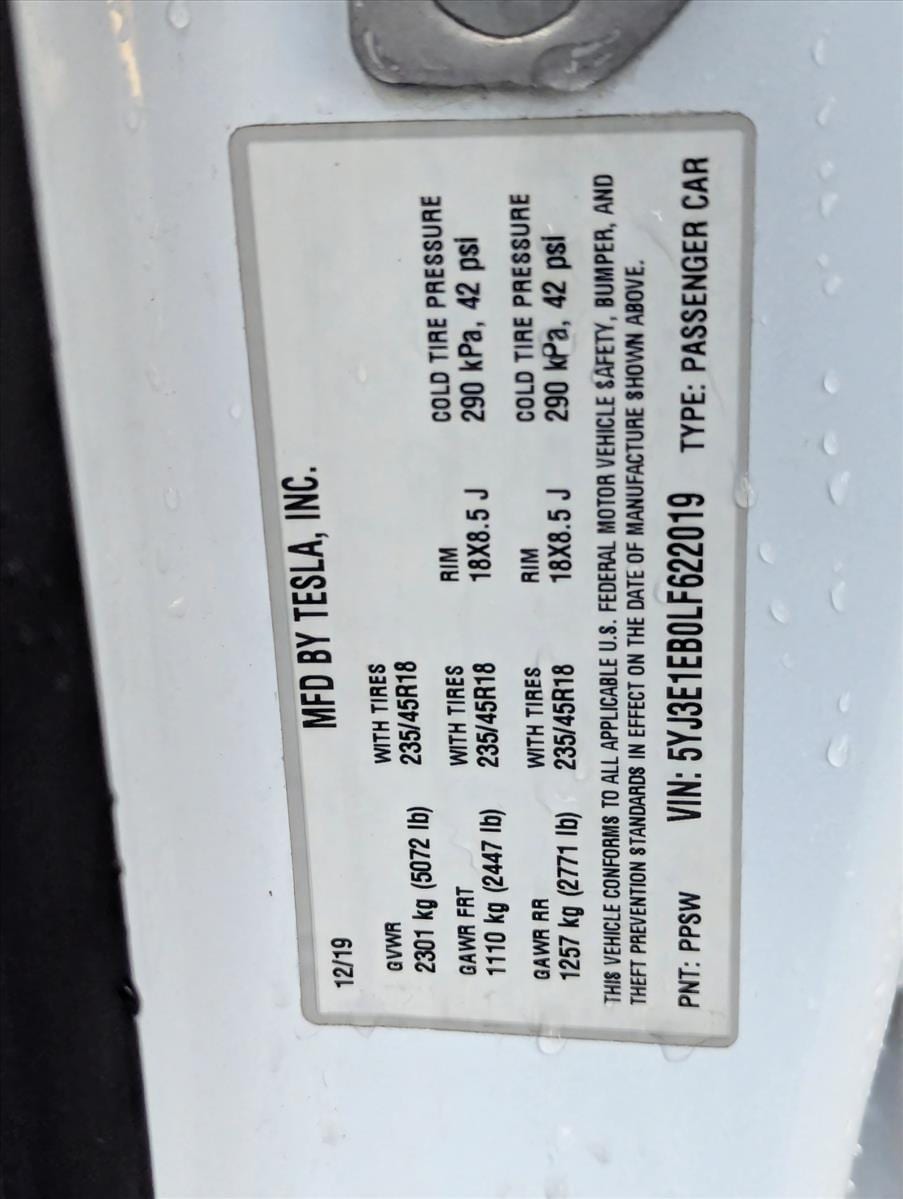 MFD BY TESLA, INC.
12/19
GVWR WITH TIRES
2301 kg (5072 lb) 235/45R18
GAWR FRT WITH TIRES RIM COLD TIRE PRESSURE
1110 kg (2447 lb) 235/45R18 18X8.5 J 290 kPa, 42 psi
GAWR RR WITH TIRES RIM COLD TIRE PRESSURE
1257 kg (2771 lb) 235/45R18 18X8.5 J 290 kPa, 42 psi
THIS VEHICLE CONFORMS TO ALL APPLICABLE U.S. FEDERAL MOTOR VEHICLE SAFETY, BUMPER, AND
THEFT PREVENTION STANDARDS IN EFFECT ON THE DATE OF MANUFACTURE SHOWN ABOVE.
PNT: PPSW VIN: 5YJ3E1EB0LF622019 TYPE: PASSENGER CAR